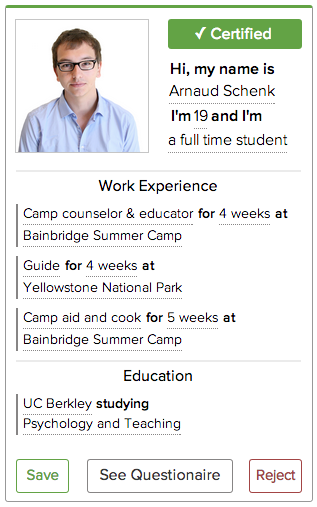 ✓ Certified
Hi, my name is
Arnaud Schenk
I'm 19 and I'm
a full time student
Work Experience
Camp counselor & educator for 4 weeks at
Bainbridge Summer Camp
Guide for 4 weeks at
Yellowstone National Park
Camp aid and cook for 5 weeks at
Bainbridge Summer Camp
Education
UC Berkley studying
Psychology and Teaching
Save
See Questionaire
Reject